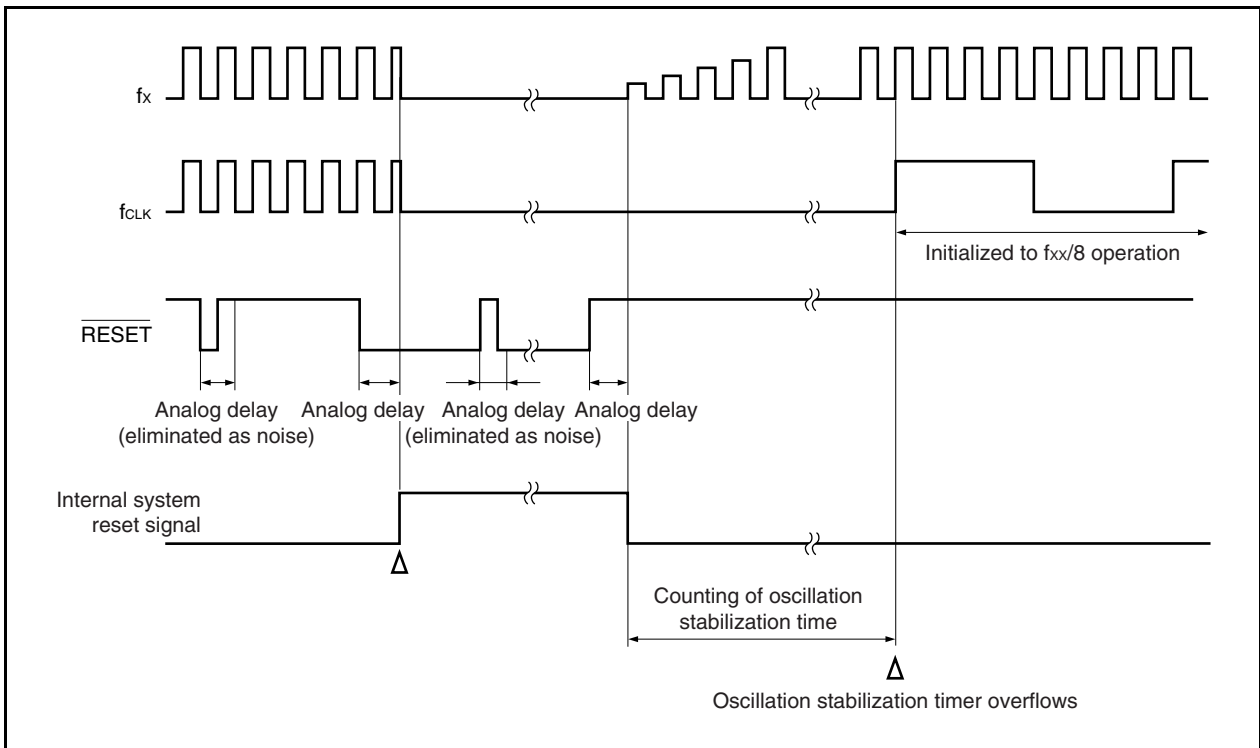 fX
fCLK
Initialized to fXX/8 operation
RESET
Analog delay
(eliminated as noise)
Analog delay
Analog delay
(eliminated as noise)
Analog delay
Internal system
reset signal
Counting of oscillation
stabilization time
Oscillation stabilization timer overflows